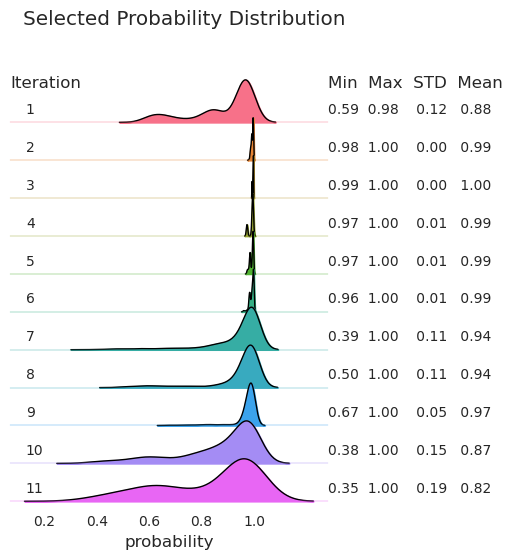 Selected Probability Distribution
Iteration Min Max STD Mean
1 0.59 0.98 0.12 0.88
2 0.98 1.00 0.00 0.99
3 0.99 1.00 0.00 1.00
4 0.97 1.00 0.01 0.99
5 0.97 1.00 0.01 0.99
6 0.96 1.00 0.01 0.99
7 0.39 1.00 0.11 0.94
8 0.50 1.00 0.11 0.94
9 0.67 1.00 0.05 0.97
10 0.38 1.00 0.15 0.87
11 0.35 1.00 0.19 0.82
0.2 0.4 0.6 0.8 1.0
probability